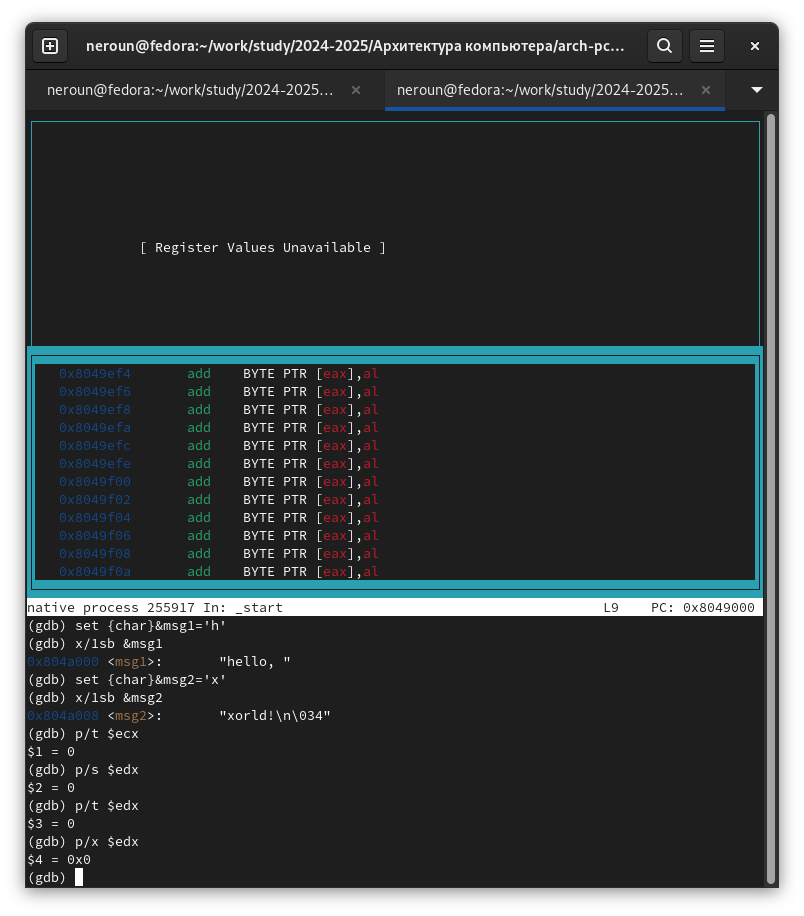 neroun@fedora:~/work/study/2024-2025/Архитектура компьютера/arch-pc…
neroun@fedora:~/work/study/2024-2025…
neroun@fedora:~/work/study/2024-2025…
[ Register Values Unavailable ]
0x8049ef4 add BYTE PTR [eax],al
0x8049ef6 add BYTE PTR [eax],al
0x8049ef8 add BYTE PTR [eax],al
0x8049efa add BYTE PTR [eax],al
0x8049efc add BYTE PTR [eax],al
0x8049efe add BYTE PTR [eax],al
0x8049f00 add BYTE PTR [eax],al
0x8049f02 add BYTE PTR [eax],al
0x8049f04 add BYTE PTR [eax],al
0x8049f06 add BYTE PTR [eax],al
0x8049f08 add BYTE PTR [eax],al
0x8049f0a add BYTE PTR [eax],al
native process 255917 In: _start L9 PC: 0x8049000
(gdb) set {char}&msg1='h'
(gdb) x/1sb &msg1
0x804a000 <msg1>: "hello, "
(gdb) set {char}&msg2='x'
(gdb) x/1sb &msg2
0x804a008 <msg2>: "xorld!\n\034"
(gdb) p/t $ecx
$1 = 0
(gdb) p/s $edx
$2 = 0
(gdb) p/t $edx
$3 = 0
(gdb) p/x $edx
$4 = 0x0
(gdb)